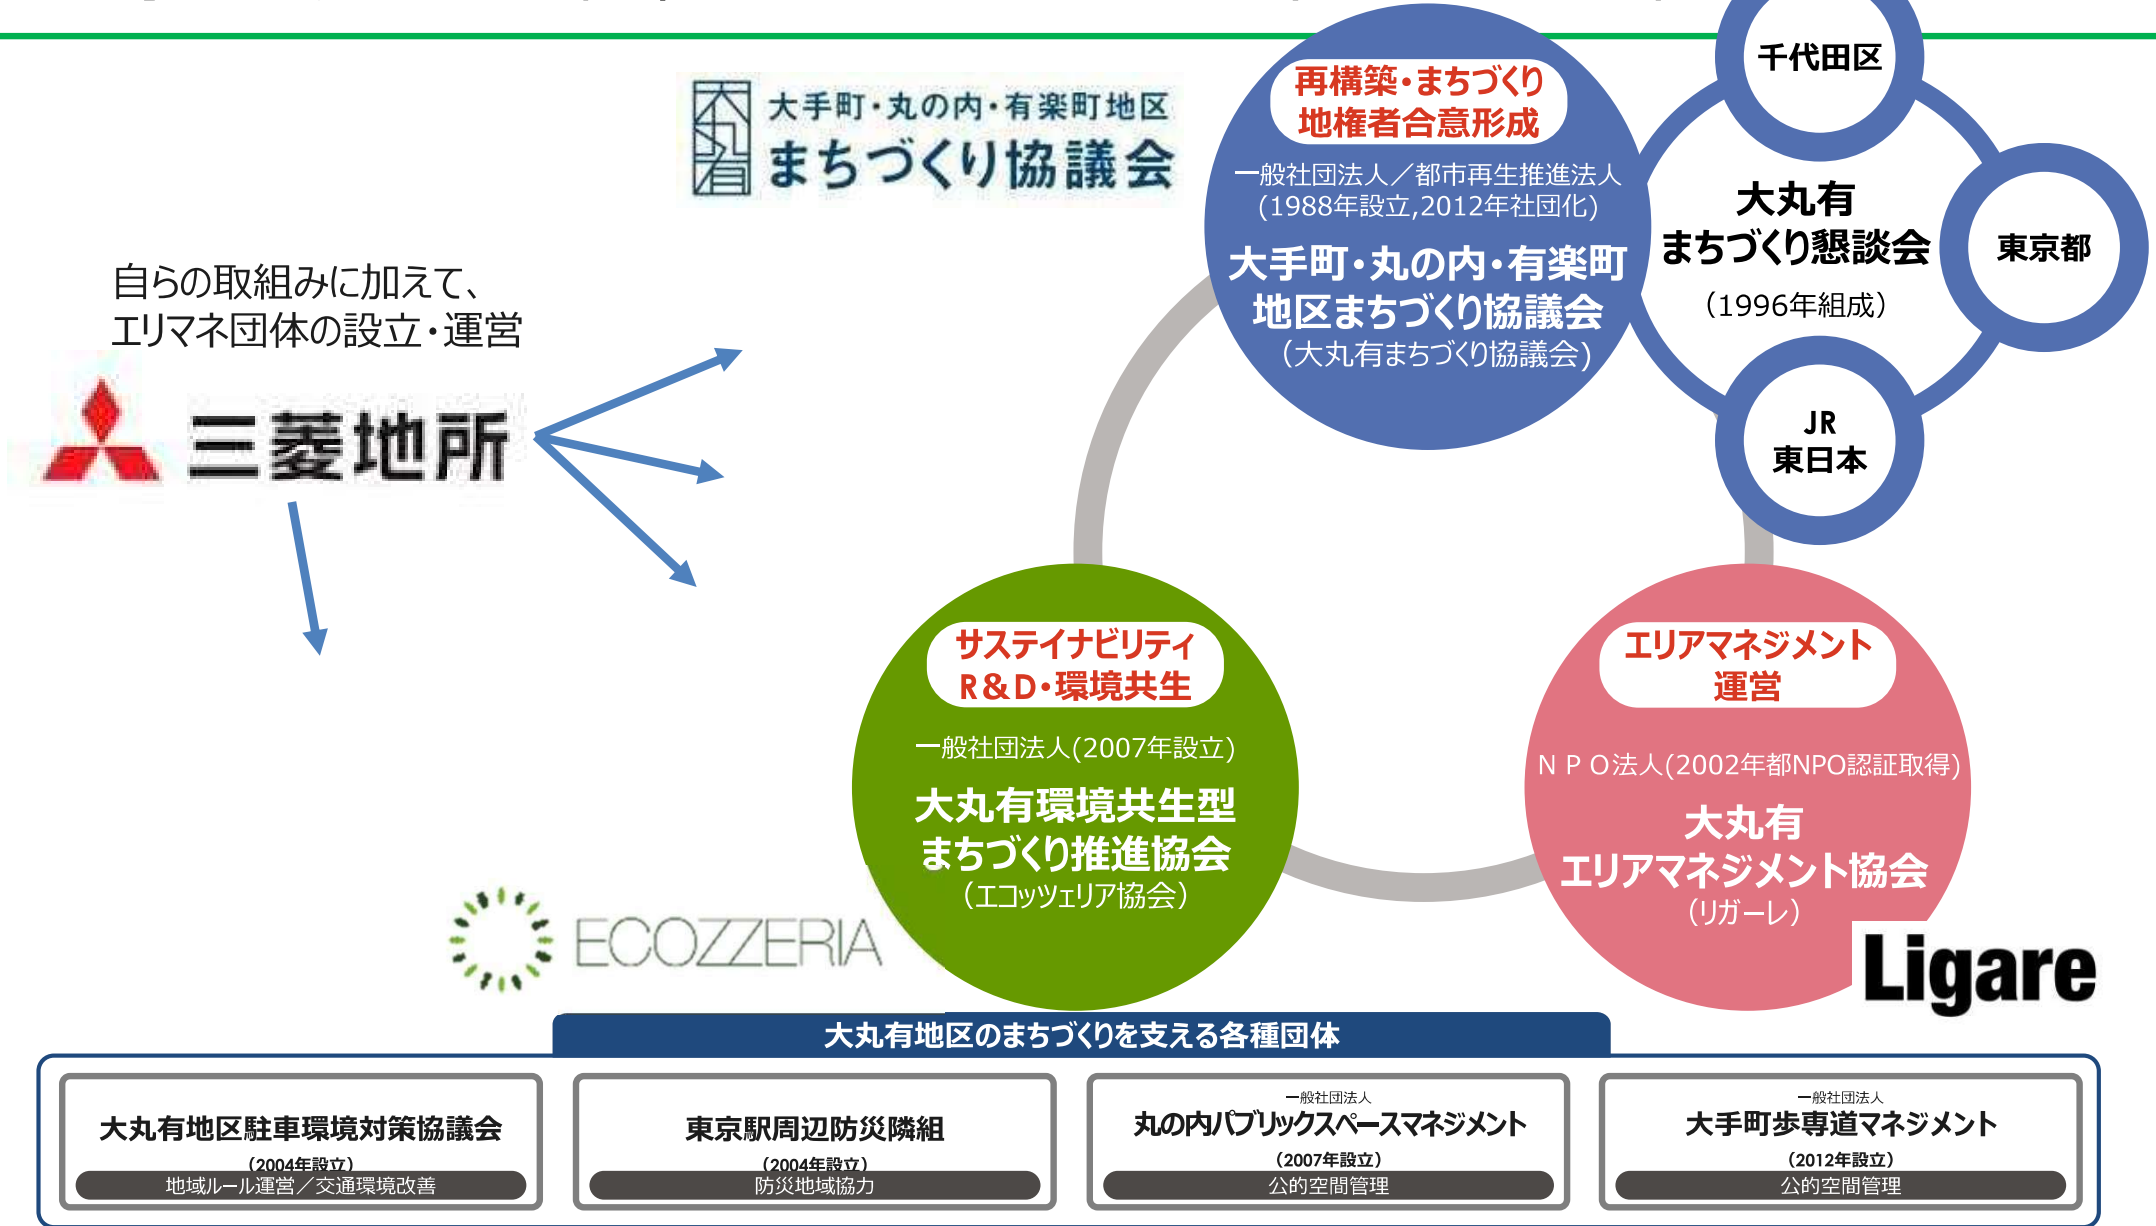 大手町・丸の内・有楽町地区
まちづくり協議会
自らの取組みに加えて、
エリマネ団体の設立・運営
三菱地所
再構築・まちづくり
地権者合意形成
一般社団法人／都市再生推進法人
(1988年設立,2012年社団化)
大手町・丸の内・有楽町
地区まちづくり協議会
(大丸有まちづくり協議会)
千代田区
大丸有
まちづくり懇談会
(1996年組成)
東京都
JR
東日本
サステイナビリティ
R&D・環境共生
一般社団法人(2007年設立)
大丸有環境共生型
まちづくり推進協会
(エコッツェリア協会)
ECOZZERIA
エリアマネジメント
運営
ＮＰＯ法人(2002年都NPO認証取得)
大丸有
エリアマネジメント協会
(リガーレ)
Ligare
大丸有地区のまちづくりを支える各種団体
大丸有地区駐車環境対策協議会
(2004年設立)
地域ルール運営／交通環境改善
東京駅周辺防災隣組
(2004年設立)
防災地域協力
一般社団法人
丸の内パブリックスペースマネジメント
(2007年設立)
公的空間管理
一般社団法人
大手町歩専道マネジメント
(2012年設立)
公的空間管理